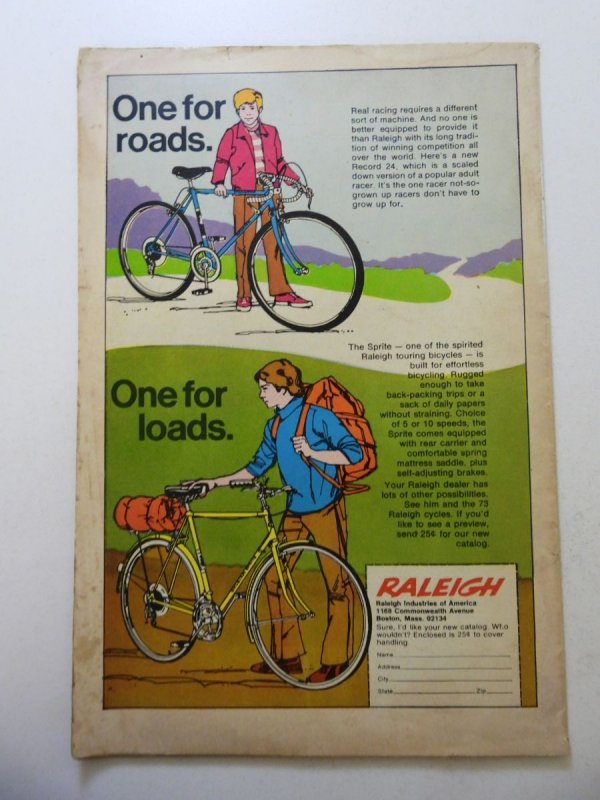 One for
roads.
Real racing requires a different
sort of machine. And no one is
better equipped to provide it
than Raleigh with its long tradi-
tion of winning competition all
over the world. Here's a new
Record 24, which is a scaled
down version of a popular adult
racer. It's the one racer not-so-
grown up racers don't have to
grow up for.
One for
loads.
The Sprite — one of the spirited
Raleigh touring bicycles — is
built for effortless
bicycling. Rugged
enough to take
back-packing trips or a
sack of daily papers
without straining. Choice
of 5 or 10 speeds, the
Sprite comes equipped
with rear carrier and
comfortable spring
mattress saddle, plus
self-adjusting brakes.
Your Raleigh dealer has
lots of other possibilities.
See him and the 73
Raleigh cycles. If you'd
like to see a preview,
send 25¢ for our new
catalog.
RALEIGH
Raleigh Industries of America
1168 Commonwealth Avenue
Boston, Mass. 02134
Sure, I'd like your new catalog. Who
wouldn't? Enclosed is 25¢ to cover
handling.
Name
Address
City
State Zip